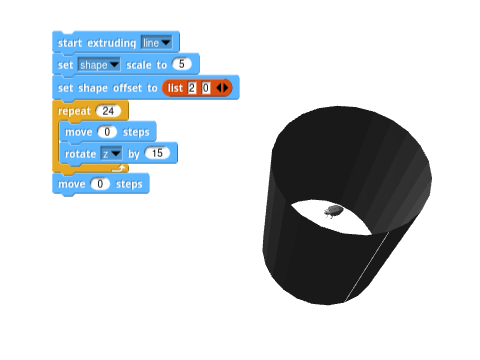 start extruding line
set shape scale to 5
set shape offset to list 2 0
repeat 24
move 0 steps
rotate z by 15
move 0 steps